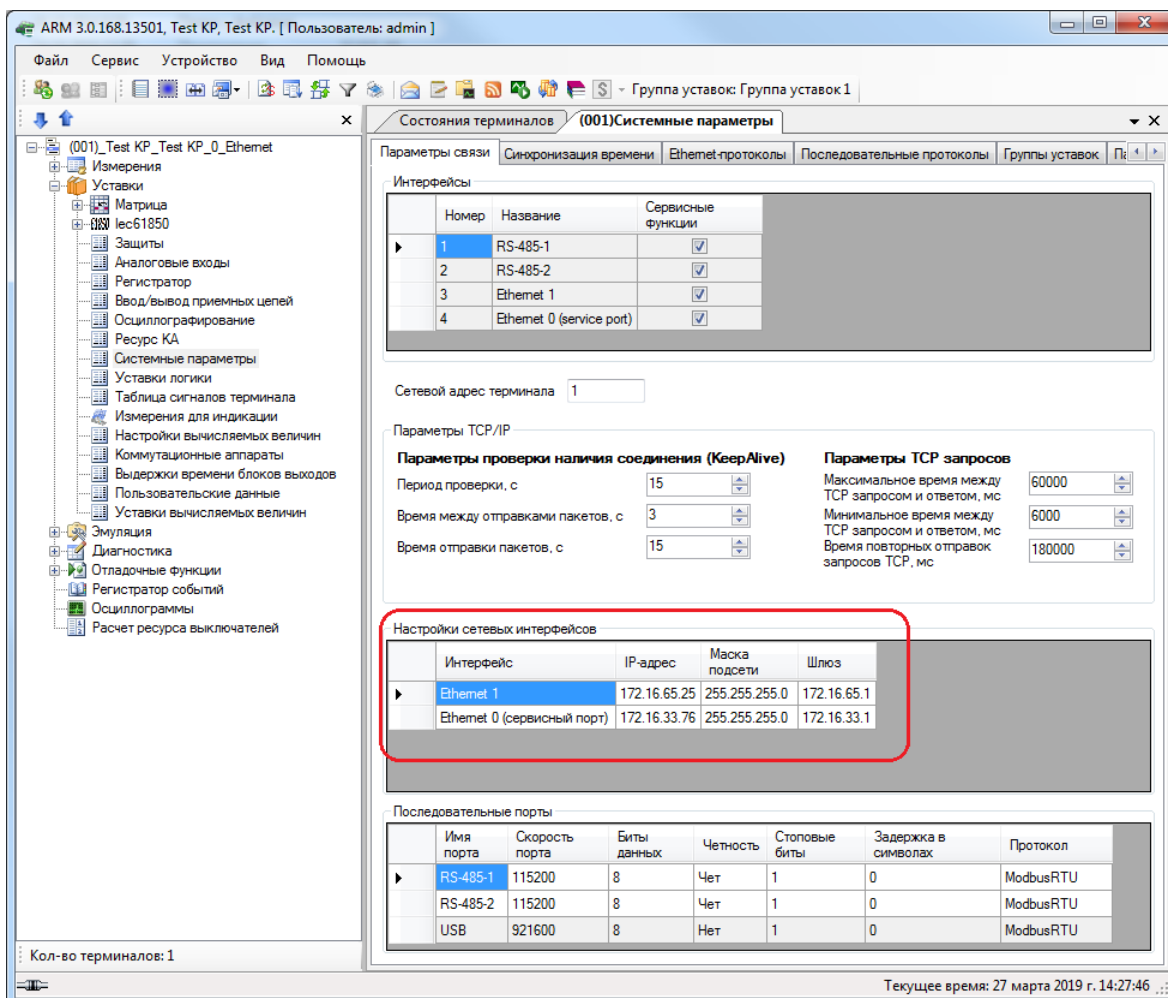 ARM 3.0.168.13501, Test KP, Test KP. [ Пользователь: admin ]
Файл Сервис Устройство Вид Помощь
S Группа уставок: Группа уставок 1
(001)_Test KP_Test KP_0_Ethernet
Измерения
Уставки
Матрица
61850 Iec61850
Защиты
Аналоговые входы
Регистратор
Ввод/вывод приемных цепей
Осциллографирование
Ресурс КА
Системные параметры
Уставки логики
Таблица сигналов терминала
Измерения для индикации
Настройки вычисляемых величин
Коммутационные аппараты
Выдержки времени блоков выходов
Пользовательские данные
Уставки вычисляемых величин
Эмуляция
Диагностика
Отладочные функции
Регистратор событий
Осциллограммы
Расчет ресурса выключателей
Кол-во терминалов: 1
Состояния терминалов (001)Системные параметры
Параметры связи Синхронизация времени Ethernet-протоколы Последовательные протоколы Группы уставок
Интерфейсы
Номер Название Сервисные функции
1 RS-485-1
2 RS-485-2
3 Ethernet 1
4 Ethernet 0 (service port)
Сетевой адрес терминала 1
Параметры TCP/IP
Параметры проверки наличия соединения (KeepAlive)
Период проверки, с 15
Время между отправками пакетов, с 3
Время отправки пакетов, с 15
Параметры TCP запросов
Максимальное время между TCP запросом и ответом, мс 60000
Минимальное время между TCP запросом и ответом, мс 6000
Время повторных отправок запросов TCP, мс 180000
Настройки сетевых интерфейсов
Интерфейс IP-адрес Маска подсети Шлюз
Ethernet 1 172.16.65.25 255.255.255.0 172.16.65.1
Ethernet 0 (сервисный порт) 172.16.33.76 255.255.255.0 172.16.33.1
Последовательные порты
Имя порта Скорость порта Биты данных Четность Стоповые биты Задержка в символах Протокол
RS-485-1 115200 8 Чет 1 0 ModbusRTU
RS-485-2 115200 8 Чет 1 0 ModbusRTU
USB 921600 8 Нет 1 0 ModbusRTU
Текущее время: 27 марта 2019 г. 14:27:46